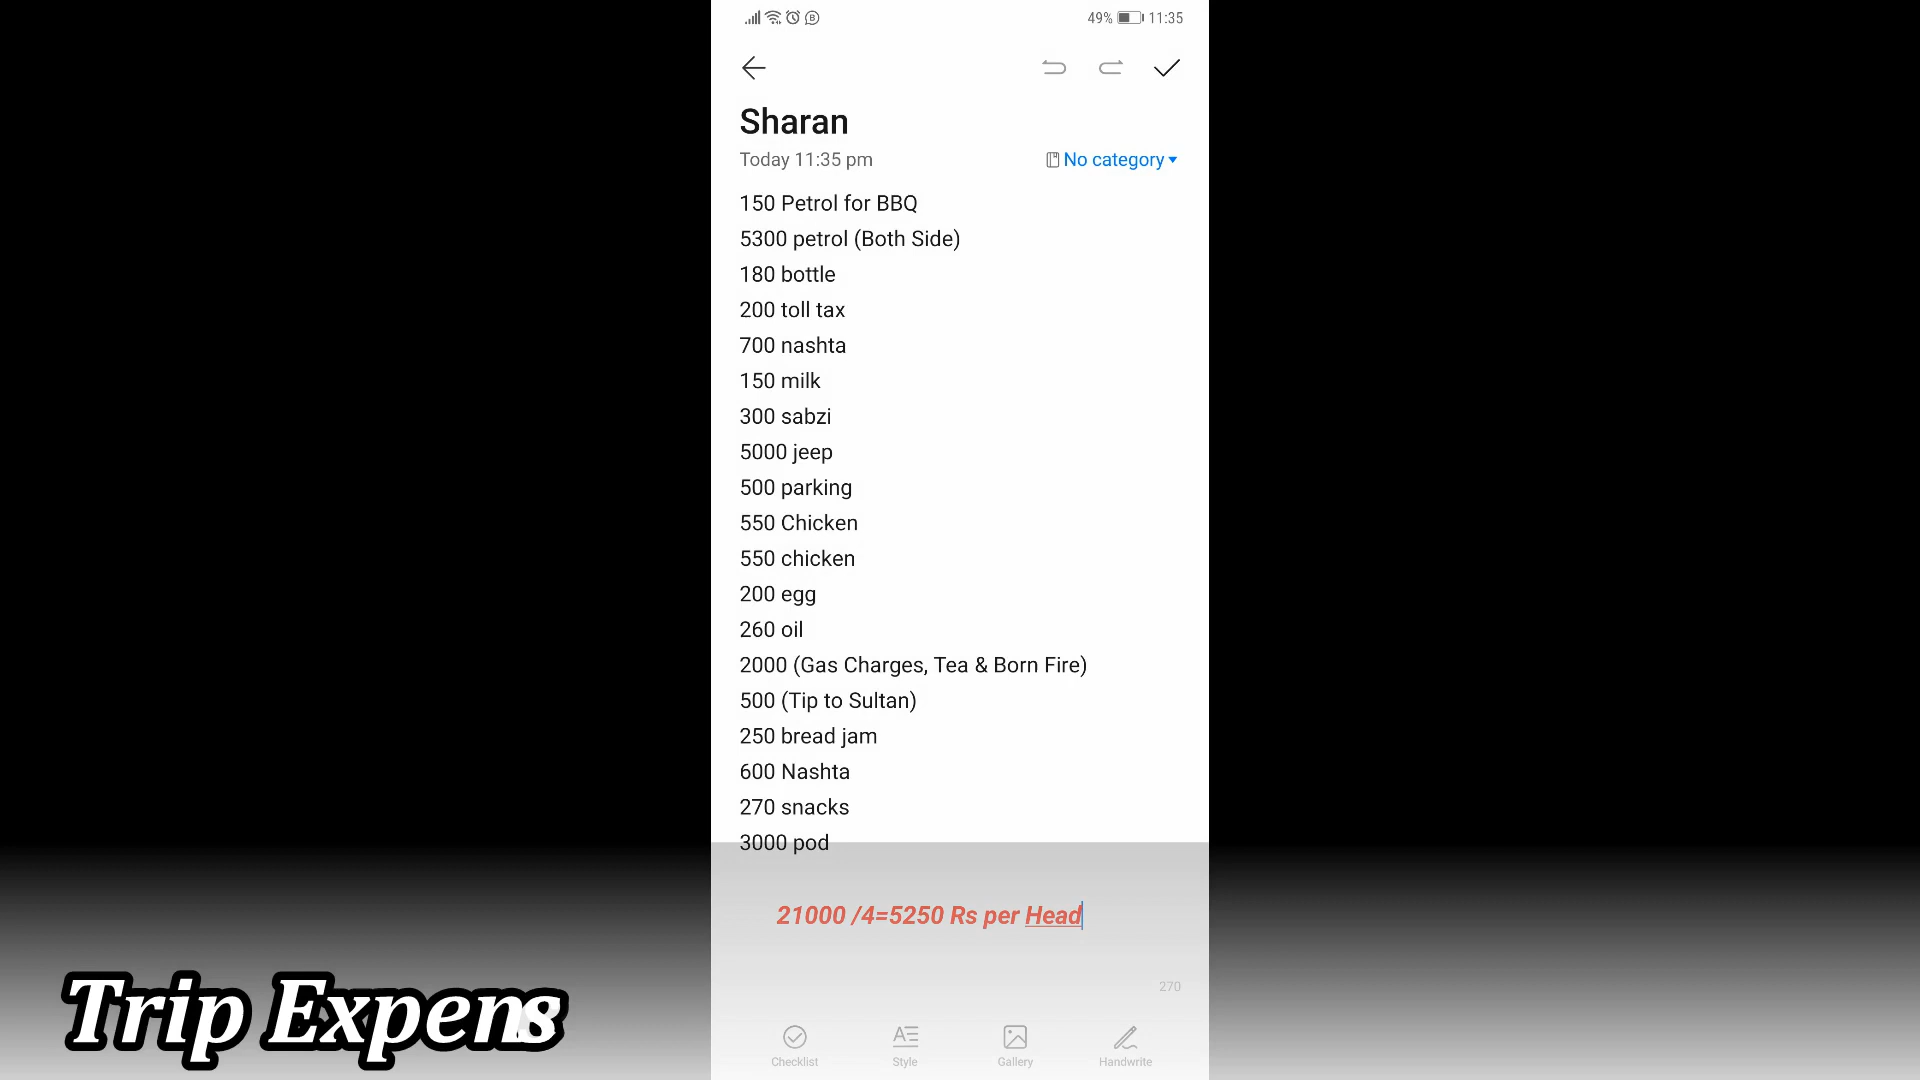 49% 11:35
Sharan
Today 11:35 pm
No category
150 Petrol for BBQ
5300 petrol (Both Side)
180 bottle
200 toll tax
700 nashta
150 milk
300 sabzi
5000 jeep
500 parking
550 Chicken
550 chicken
200 egg
260 oil
2000 (Gas Charges, Tea & Born Fire)
500 (Tip to Sultan)
250 bread jam
600 Nashta
270 snacks
3000 pod
21000 /4=5250 Rs per Head
270
Trip Expens
Checklist Style Gallery Handwrite